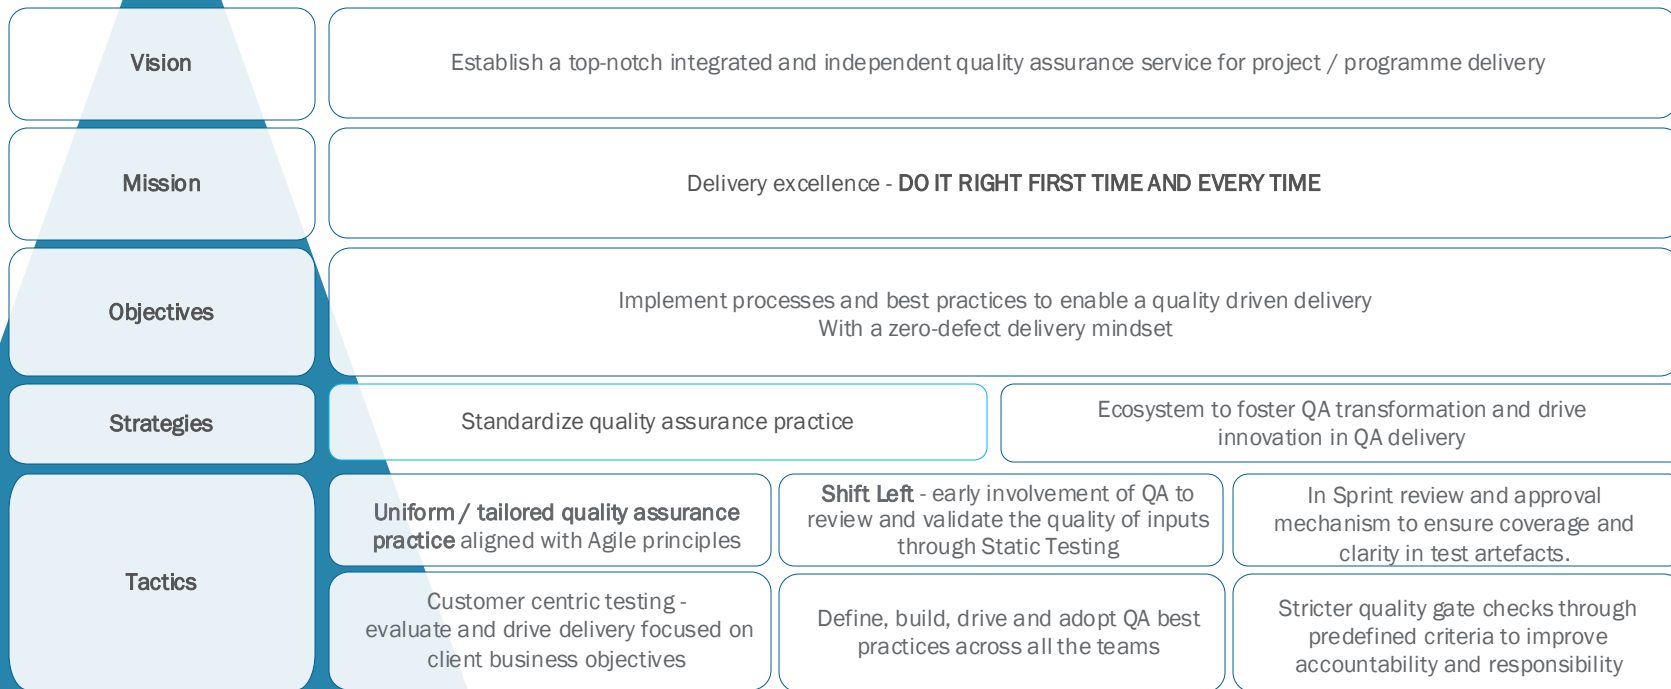 Vision
Establish a top-notch integrated and independent quality assurance service for project / programme delivery
Mission
Delivery excellence - DO IT RIGHT FIRST TIME AND EVERY TIME
Objectives
Implement processes and best practices to enable a quality driven delivery
With a zero-defect delivery mindset
Strategies
Standardize quality assurance practice
Ecosystem to foster QA transformation and drive
innovation in QA delivery
Tactics
Uniform / tailored quality assurance
practice aligned with Agile principles
Shift Left - early involvement of QA to
review and validate the quality of inputs
through Static Testing
In Sprint review and approval
mechanism to ensure coverage and
clarity in test artefacts.
Customer centric testing -
evaluate and drive delivery focused on
client business objectives
Define, build, drive and adopt QA best
practices across all the teams
Stricter quality gate checks through
predefined criteria to improve
accountability and responsibility